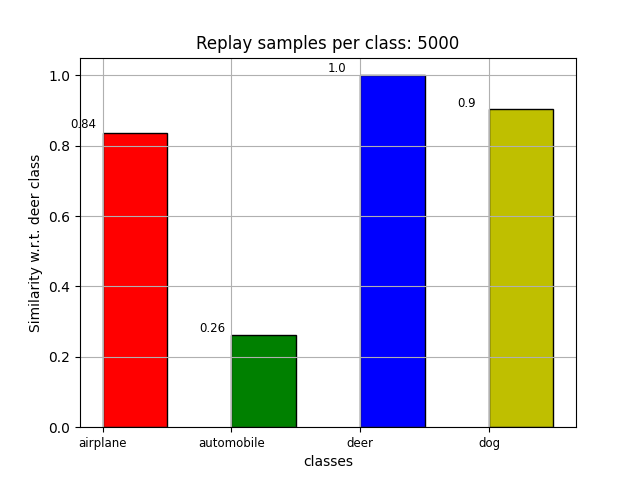 Replay samples per class: 5000
Similarity w.r.t. deer class
1.0
0.8
0.6
0.4
0.2
0.0
0.84
0.26
1.0
0.9
airplane
automobile
deer
dog
classes